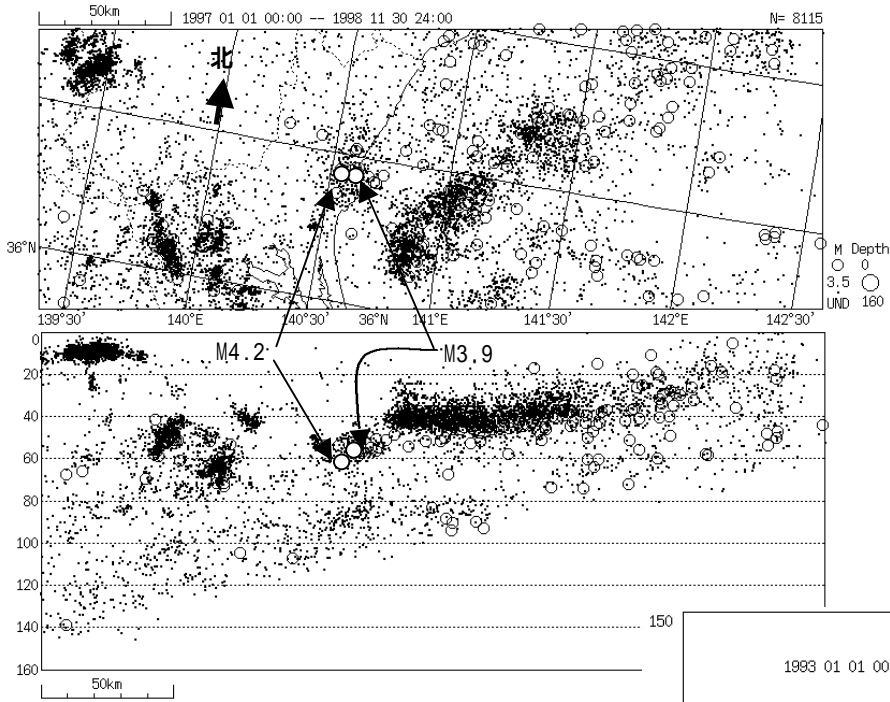 50km 1997 01 01 00:00 -- 1998 11 30 24:00 N= 8115
北
36°N
M Depth
0
3.5
UND 160
139°30' 140°E 140°30' 36°N 141°E 141°30' 142°E 142°30'
M4.2 M3.9
0
20
40
60
80
100
120
140
160
50km
150
1993 01 01 00